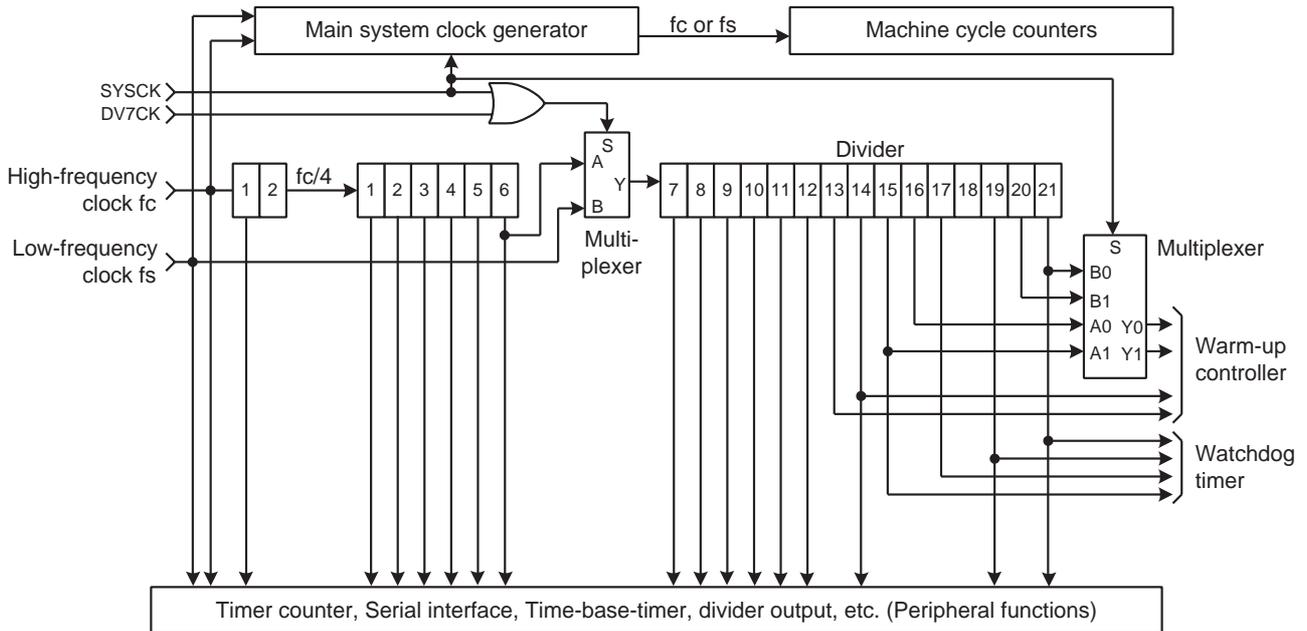 Main system clock generator
fc or fs
Machine cycle counters
SYSCK
DV7CK
High-frequency
clock fc
1 2
fc/4
1 2 3 4 5 6
S
A
Y
B
Multi-
plexer
Divider
7 8 9 10 11 12 13 14 15 16 17 18 19 20 21
Low-frequency
clock fs
S
Multiplexer
B0
B1
A0 Y0
A1 Y1
Warm-up
controller
Watchdog
timer
Timer counter, Serial interface, Time-base-timer, divider output, etc. (Peripheral functions)